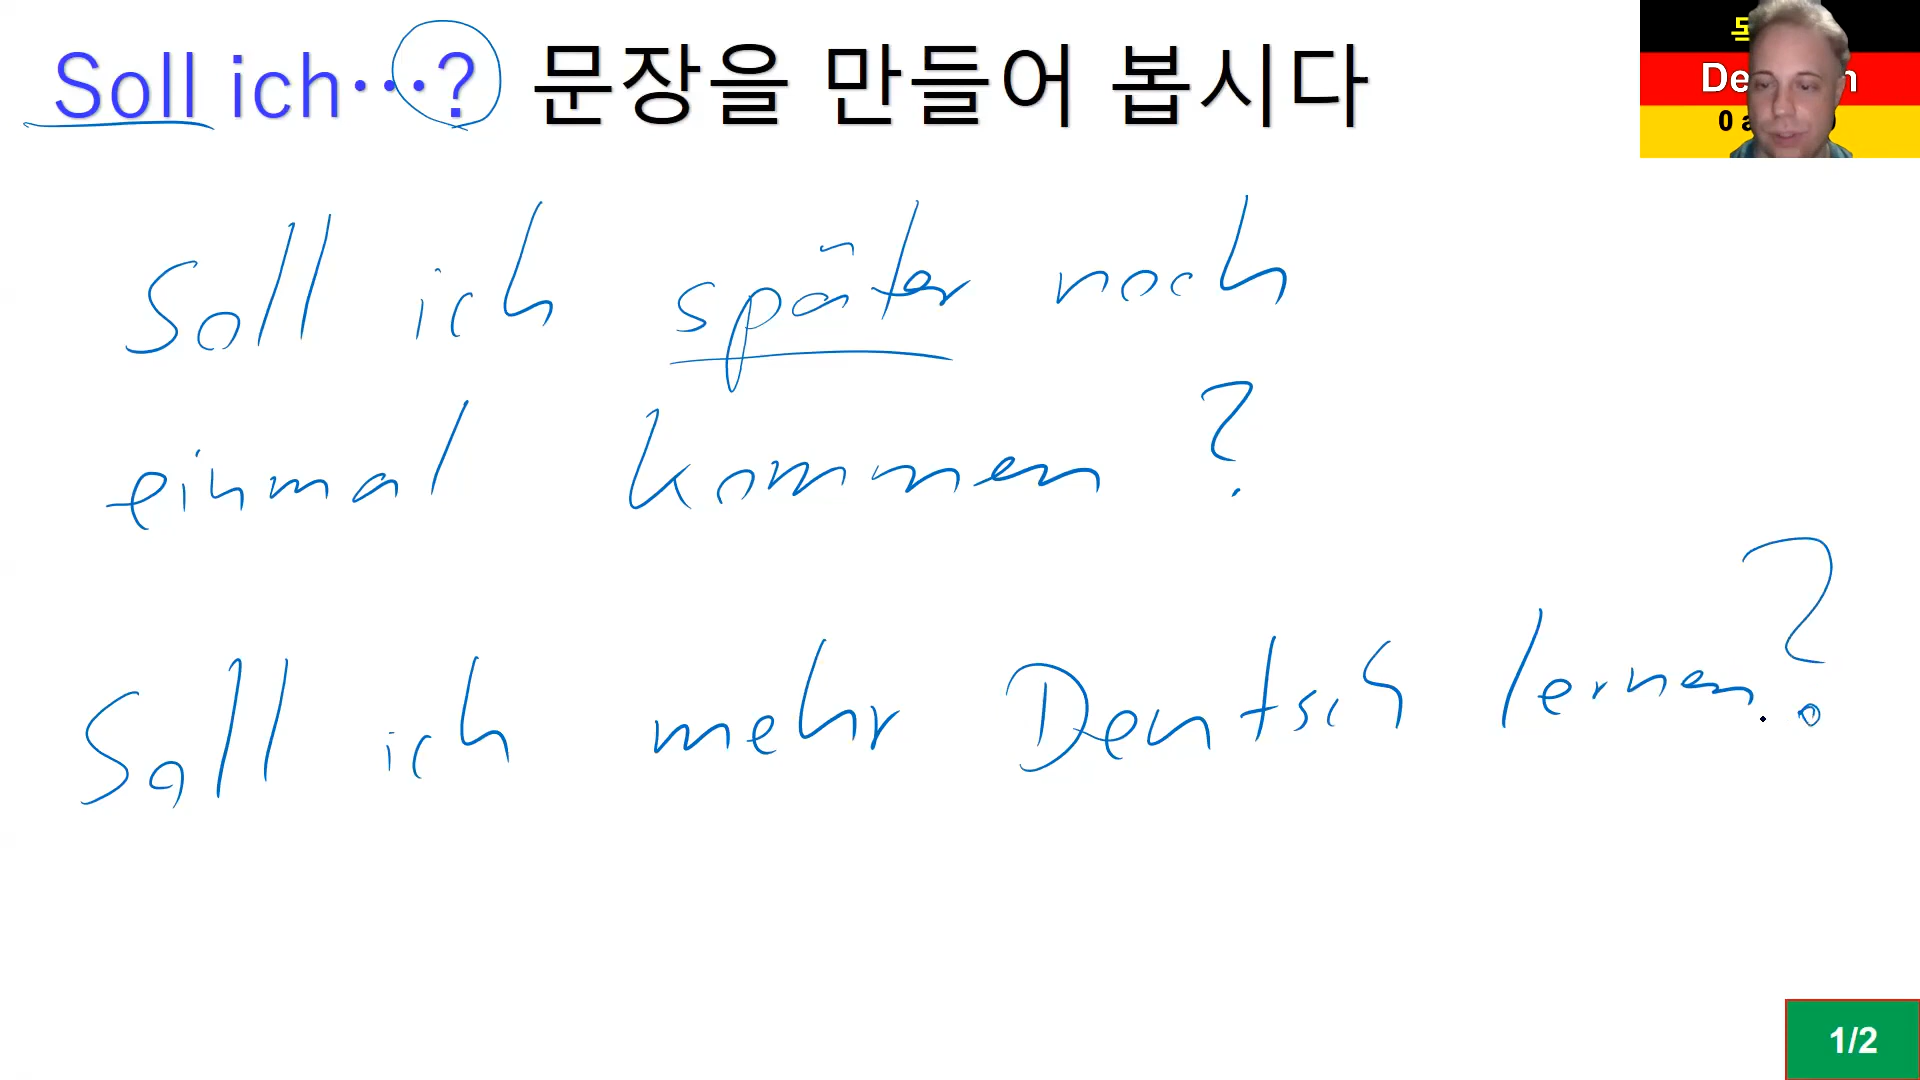 Soll ich…? 문장을 만들어 봅시다
Soll ich später noch
einmal kommen?
Soll ich mehr Deutsch lernen?
1/2